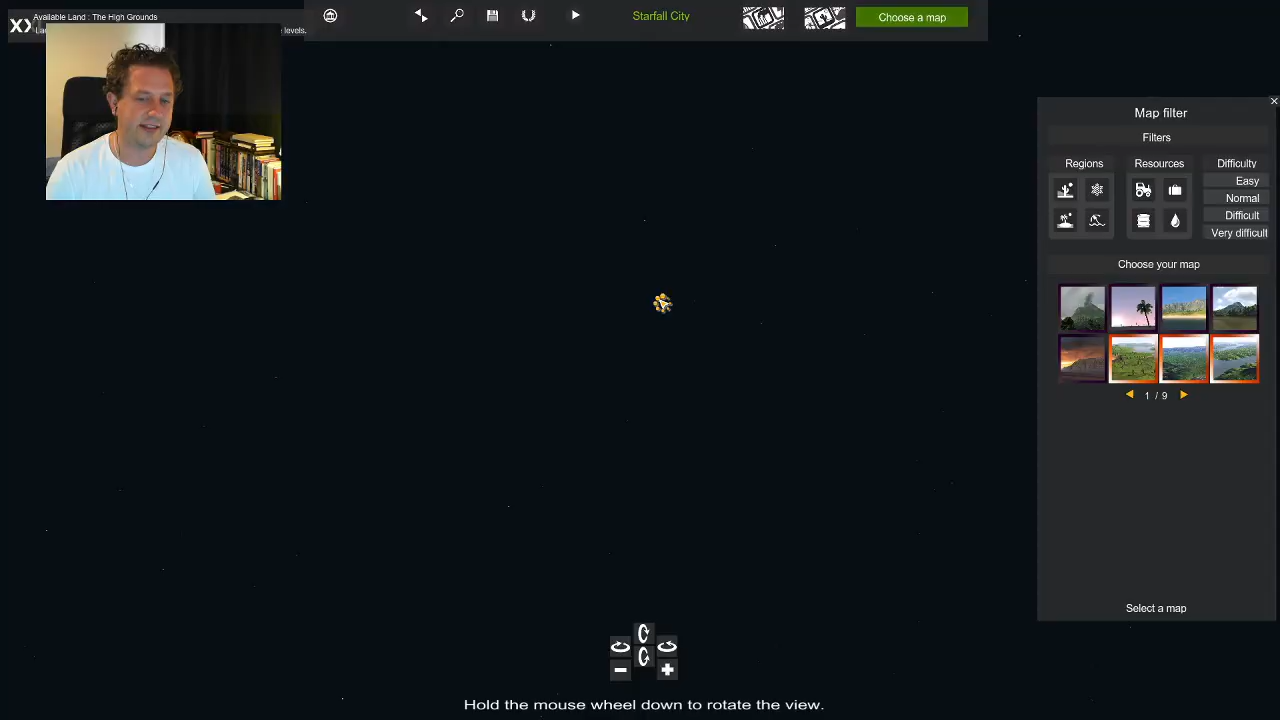 Available Land : The High Grounds
e levels.
Starfall City
Choose a map
Map filter
Filters
Regions
Resources
Difficulty
Easy
Normal
Difficult
Very difficult
Choose your map
1 / 9
Select a map
Hold the mouse wheel down to rotate the view.